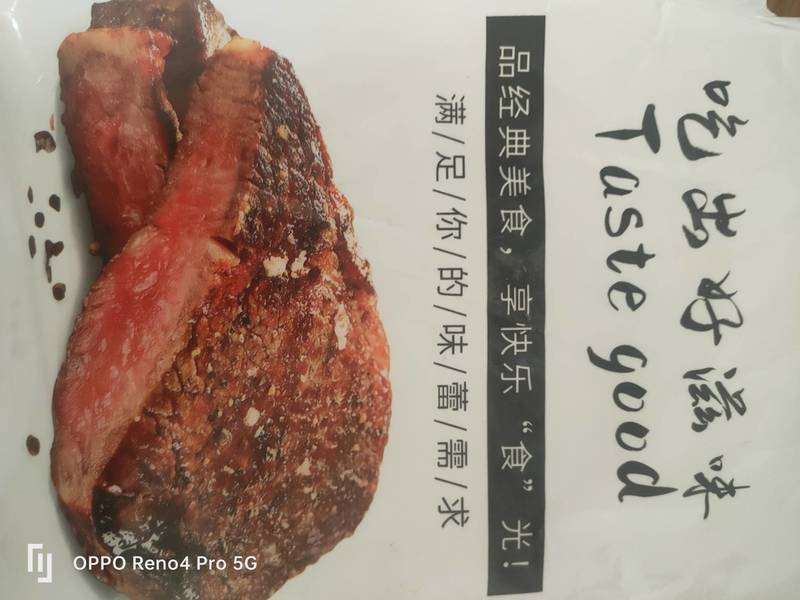 吃出好滋味
Taste good
品经典美食，享快乐“食”光！
满/足/你/的/味/蕾/需/求
OPPO Reno4 Pro 5G